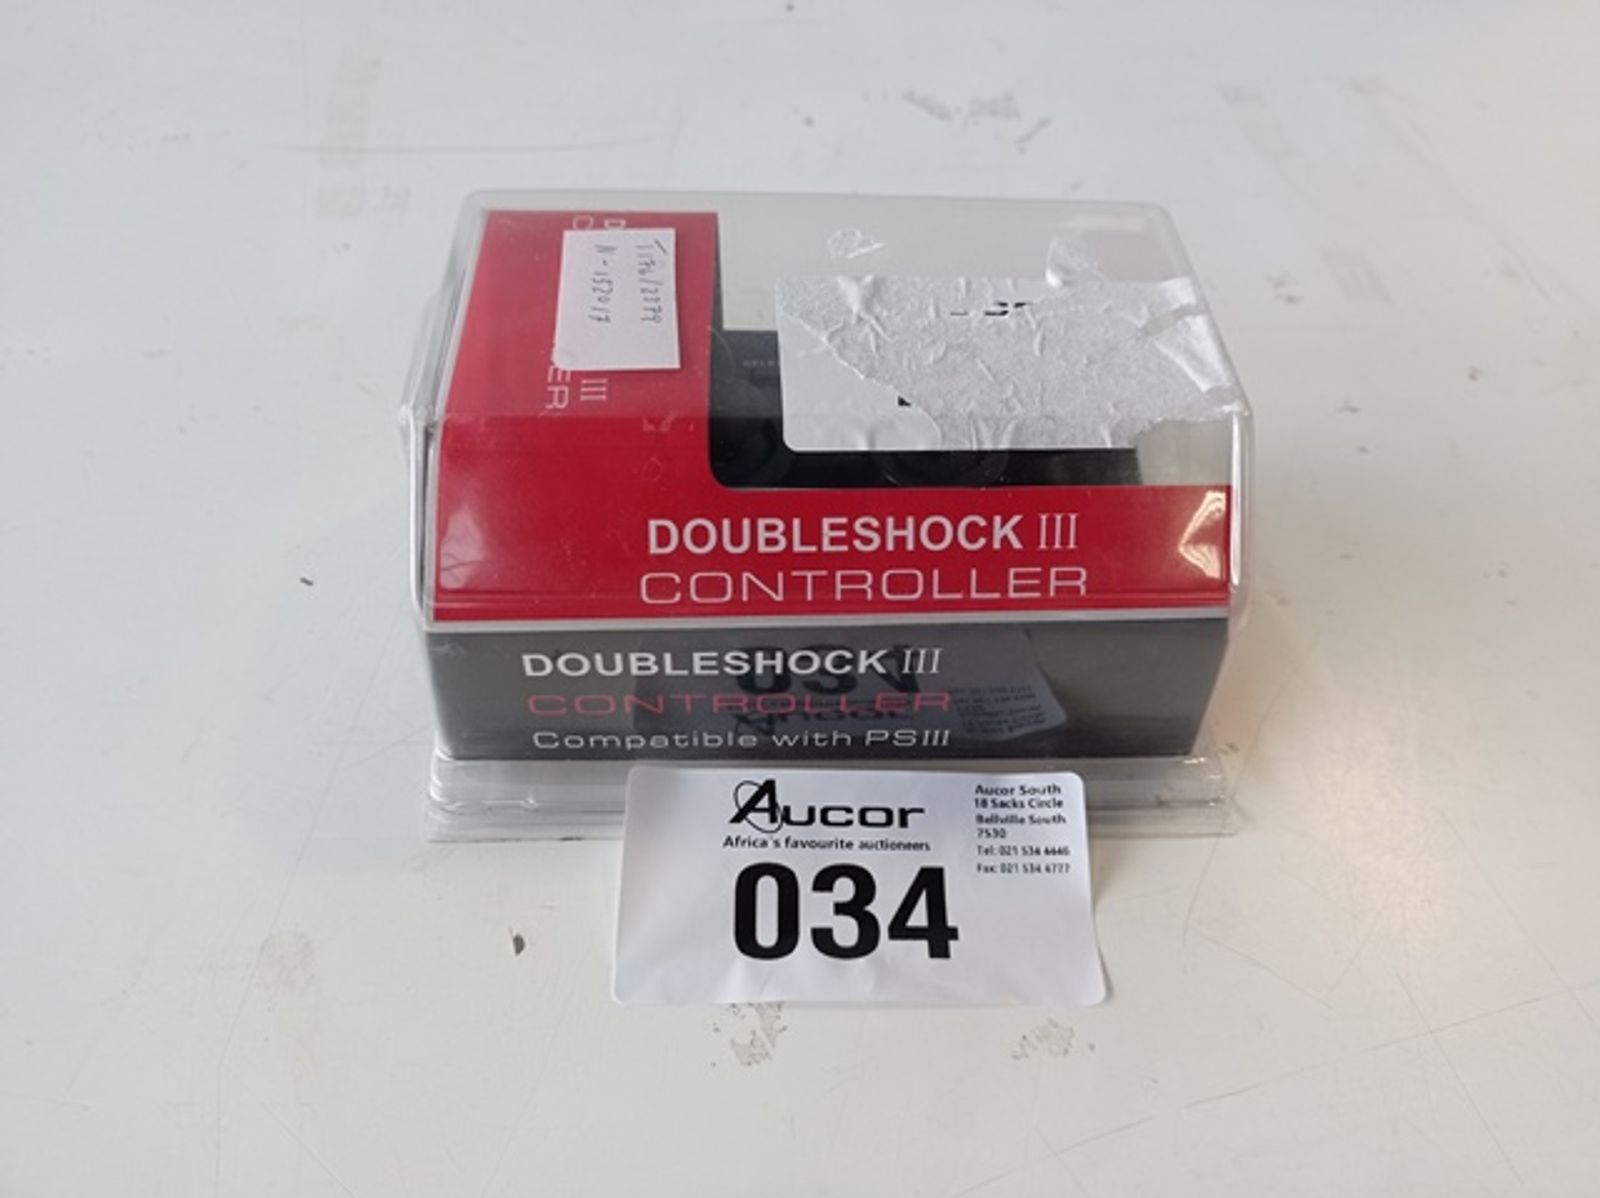 N-152017
DOUBLESHOCK III
CONTROLLER
DOUBLESHOCK III
CONTROLLER
Compatible with PSIII
Aucor
Africa's favourite auctioneers
034
Aucor South
18 Sacks Circle
Bellville South
7530
Tel: 021 534 4446
Fax: 021 534 4777